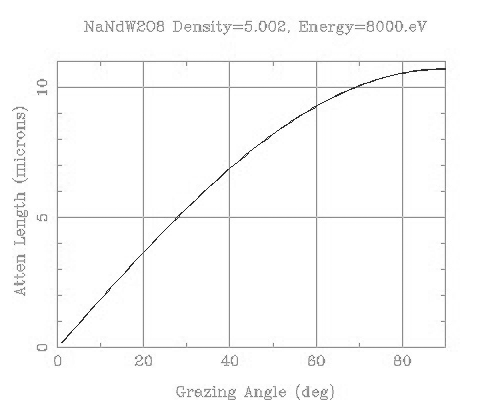 NaNdW2O8 Density=5.002, Energy=8000.eV
10
5
0
Atten Length (microns)
0 20 40 60 80
Grazing Angle (deg)